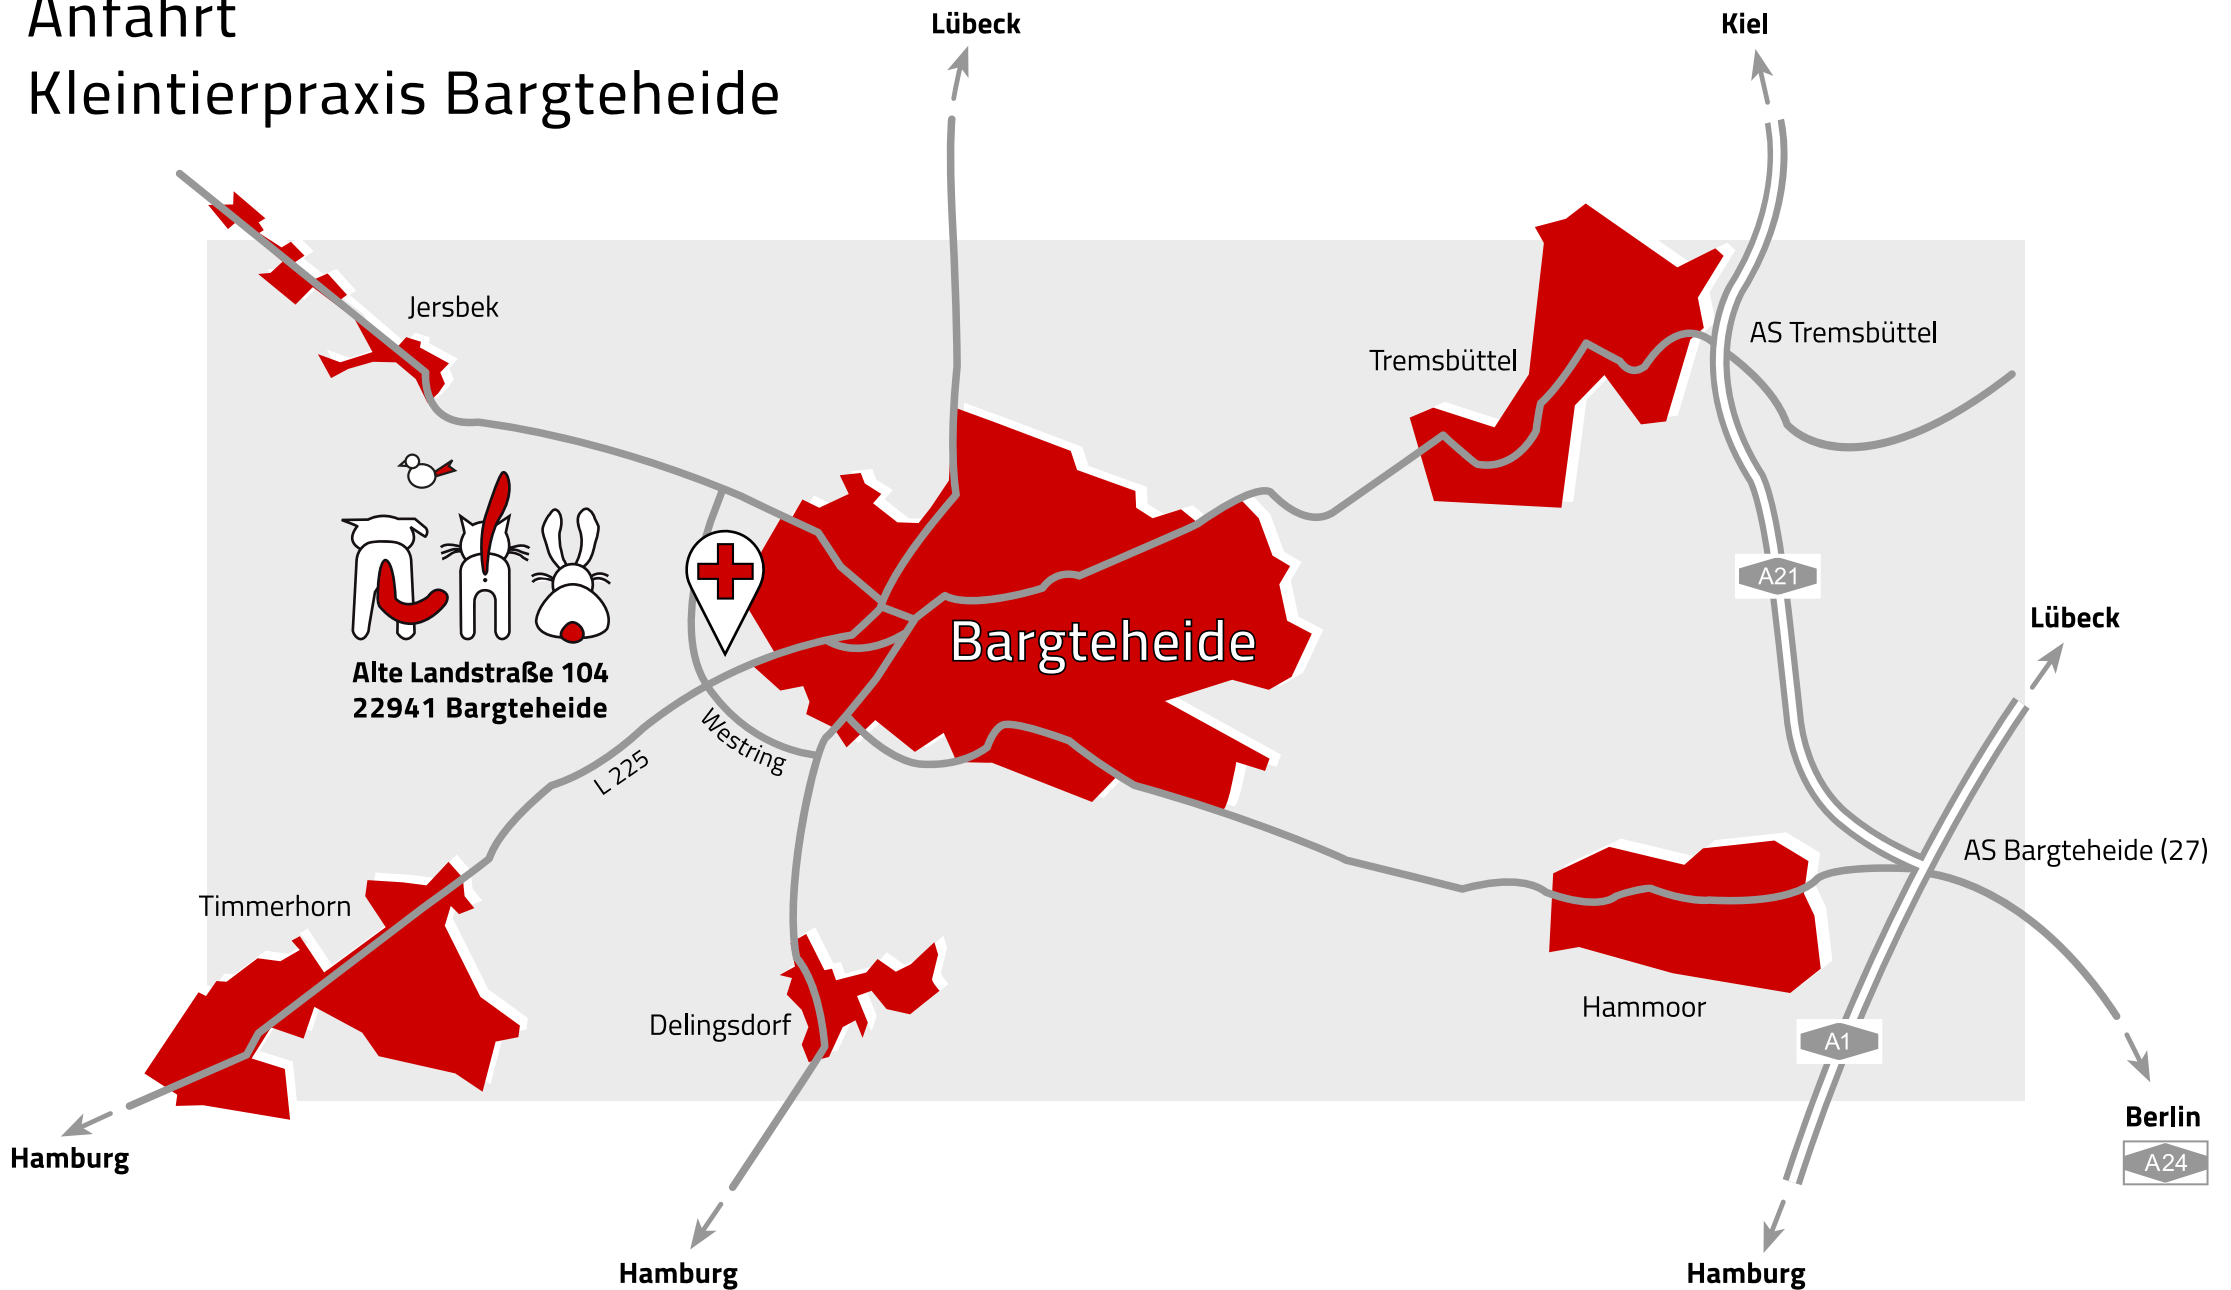 Anfahrt
Kleintierpraxis Bargteheide
Lübeck
Kiel
Jersbek
AS Tremsbüttel
Tremsbüttel
A21
Lübeck
Bargteheide
Alte Landstraße 104
22941 Bargteheide
Westring
L 225
AS Bargteheide (27)
Timmerhorn
Hammoor
Delingsdorf
A1
Berlin
A24
Hamburg
Hamburg
Hamburg